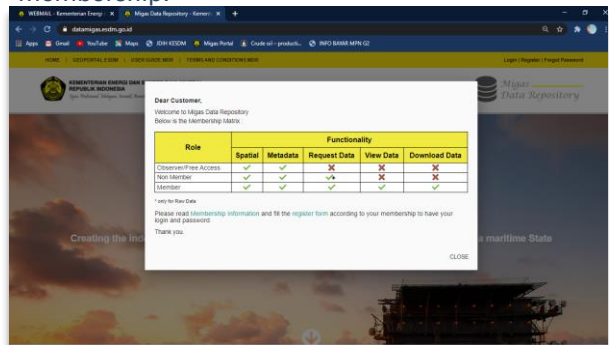 Membership.
WEBMAIL - Kementerian Energi
Migas Data Repository - Kemen
datamigas.esdm.go.id
Apps Gmail YouTube Maps JDIH KESDM Migas Portal Crude oil - producti... INFO BAYAR MPN G2
HOME | GEOPORTAL ESDM | USER GUIDE MDR | TERMS AND CONDITIONS MDR
Login | Register | Forgot Password
KEMENTERIAN ENERGI DAN
REPUBLIK INDONESIA
Migas
Data Repository
Dear Customer,
Welcome to Migas Data Repository
Below is the Membership Matrix :
Role Functionality
Spatial Metadata Request Data View Data Download Data
Observer/Free Access ✓ ✓ ✗ ✗ ✗
Non Member ✓ ✓ ✓* ✗ ✗
Member ✓ ✓ ✓ ✓ ✓
* only for Raw Data
Please read Membership Information and fill the register form according to your membership to have your
login and password.
Thank you.
Creating the Ind
a maritime State
CLOSE